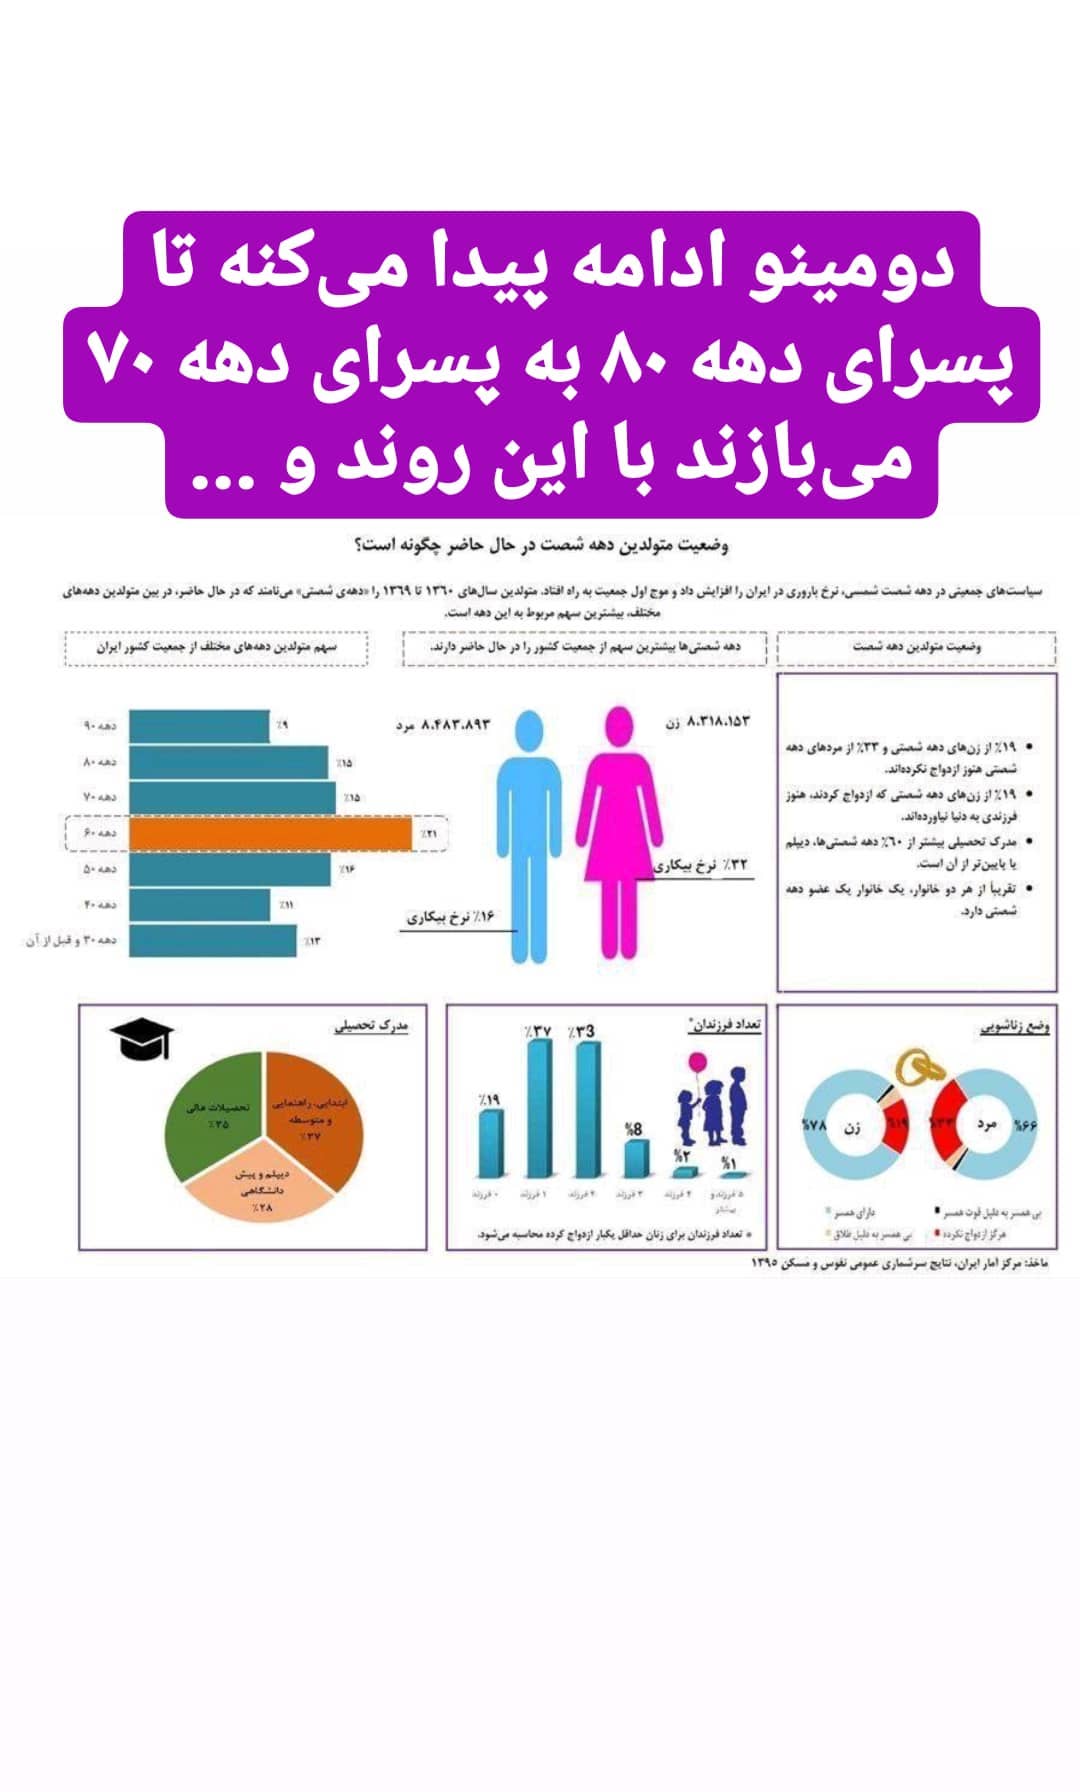 دومینو ادامه پیدا می‌کنه تا
پسرای دهه ۸۰ به پسرای دهه ۷۰
می‌بازند با این روند و ...
وضعیت متولدین دهه شصت در حال حاضر چگونه است؟
سیاست‌های جمعیتی در دهه شصت شمسی، نرخ باروری در ایران را افزایش داد و موج اول جمعیت به راه افتاد. متولدین سال‌های ۱۳٦۰ تا ۱۳٦۹ را «دهه‌ی شصتی» می‌نامند که در حال حاضر، در بین متولدین دهه‌های
مختلف، بیشترین سهم مربوط به این دهه است.
وضعیت متولدین دهه شصت
● ۱۹٪ از زن‌های دهه شصتی و ۳۳٪ از مردهای دهه
شصتی هنوز ازدواج نکرده‌اند.
● ۱۹٪ از زن‌های دهه شصتی که ازدواج کردند، هنوز
فرزندی به دنیا نیاورده‌اند.
● مدرک تحصیلی بیشتر از ٦۰٪ دهه شصتی‌ها، دیپلم
یا پایین‌تر از آن است.
● تقریباً از هر دو خانوار، یک خانوار یک عضو دهه
شصتی دارد.
دهه شصتی‌ها بیشترین سهم از جمعیت کشور را در حال حاضر دارند.
۸،۳۱۸،۱۵۳ زن
۸،۴۸۳،۸۹۳ مرد
۳۲٪ نرخ بیکاری
۱۶٪ نرخ بیکاری
سهم متولدین دهه‌های مختلف از جمعیت کشور ایران
دهه ۹۰ ٪۹
دهه ۸۰ ٪۱۵
دهه ۷۰ ٪۱۵
دهه ۶۰ ٪۲۱
دهه ۵۰ ٪۱۶
دهه ۴۰ ٪۱۱
دهه ۳۰ و قبل از آن ٪۱۳
وضع زناشویی
مرد
%۶۶
%۳۳
زن
%۷۸
%۱۹
بی همسر به دلیل فوت همسر
دارای همسر
هرگز ازدواج نکرده
بی همسر به دلیل طلاق
تعداد فرزندان*
٪۱۹
٪۳۷
٪۳3
%8
%۲
%۱
۰ فرزند
۱ فرزند
۲ فرزند
۳ فرزند
۴ فرزند
۵ فرزند و
بیشتر
* تعداد فرزندان برای زنان حداقل یکبار ازدواج کرده محاسبه می‌شود.
مدرک تحصیلی
ابتدایی، راهنمایی
و متوسطه
٪۳۷
تحصیلات عالی
٪۳۵
دیپلم و پیش
دانشگاهی
٪۲۸
ماخذ: مرکز آمار ایران، نتایج سرشماری عمومی نفوس و مسکن ۱۳۹۵